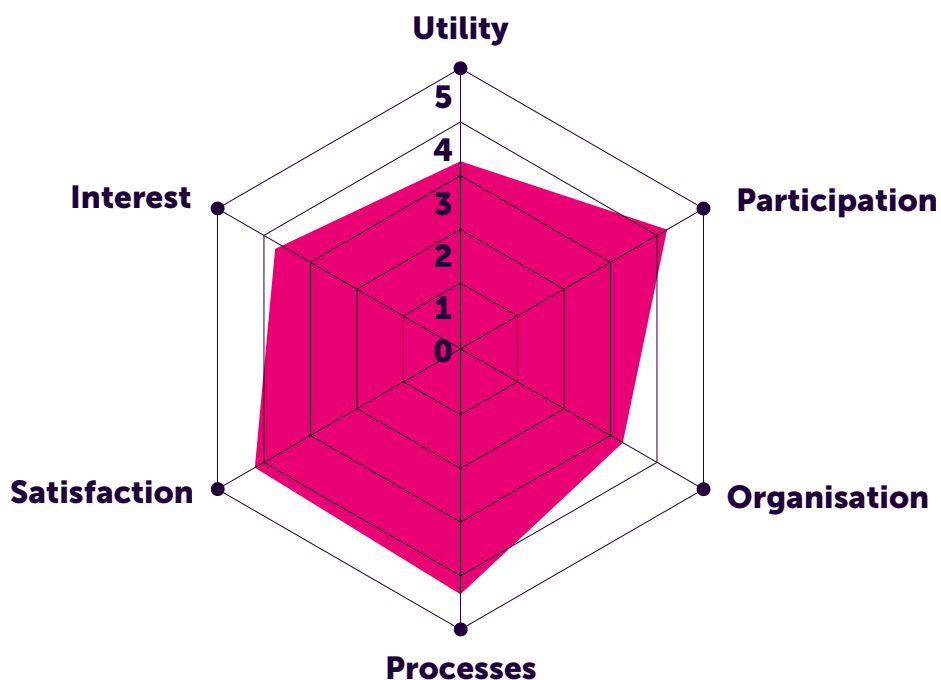 Utility
5
4
3
2
1
0
Interest
Participation
Satisfaction
Organisation
Processes